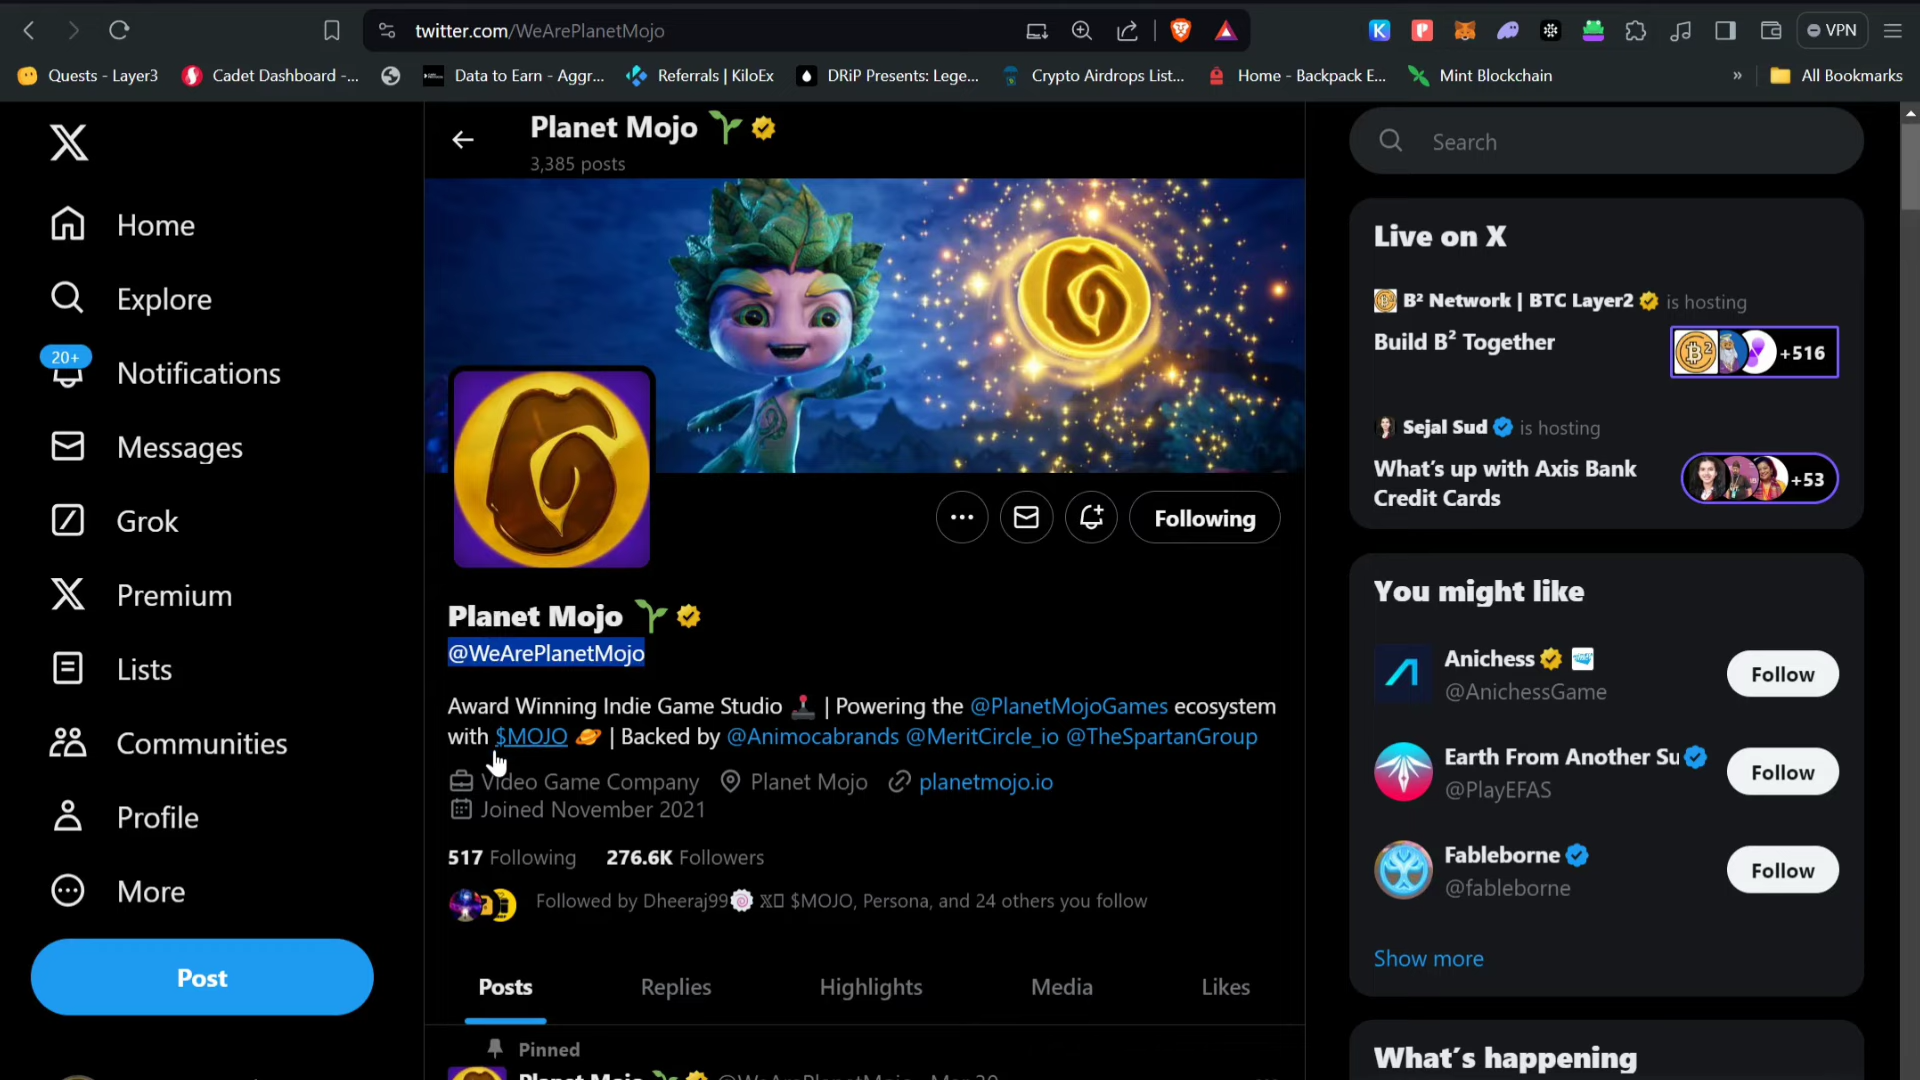 twitter.com/WeArePlanetMojo
VPN
Quests - Layer3
Cadet Dashboard -...
Data to Earn - Aggr...
Referrals | KiloEx
DRiP Presents: Lege...
Crypto Airdrops List...
Home - Backpack E...
Mint Blockchain
»
All Bookmarks
Home
Explore
20+
Notifications
Messages
Grok
Premium
Lists
Communities
Profile
More
Post
Planet Mojo
3,385 posts
Following
Planet Mojo
@WeArePlanetMojo
Award Winning Indie Game Studio 🕹️ | Powering the @PlanetMojoGames ecosystem
with $MOJO 🪐 | Backed by @Animocabrands @MeritCircle_io @TheSpartanGroup
Video Game Company Planet Mojo planetmojo.io
Joined November 2021
517 Following 276.6K Followers
Followed by Dheeraj99🍥 $MOJO, Persona, and 24 others you follow
Posts Replies Highlights Media Likes
Pinned
Planet Mojo
Search
Live on X
B² Network | BTC Layer2 is hosting
Build B² Together
+516
Sejal Sud is hosting
What's up with Axis Bank
Credit Cards
+53
You might like
Anichess
@AnichessGame
Follow
Earth From Another Su
@PlayEFAS
Follow
Fableborne
@fableborne
Follow
Show more
What's happening